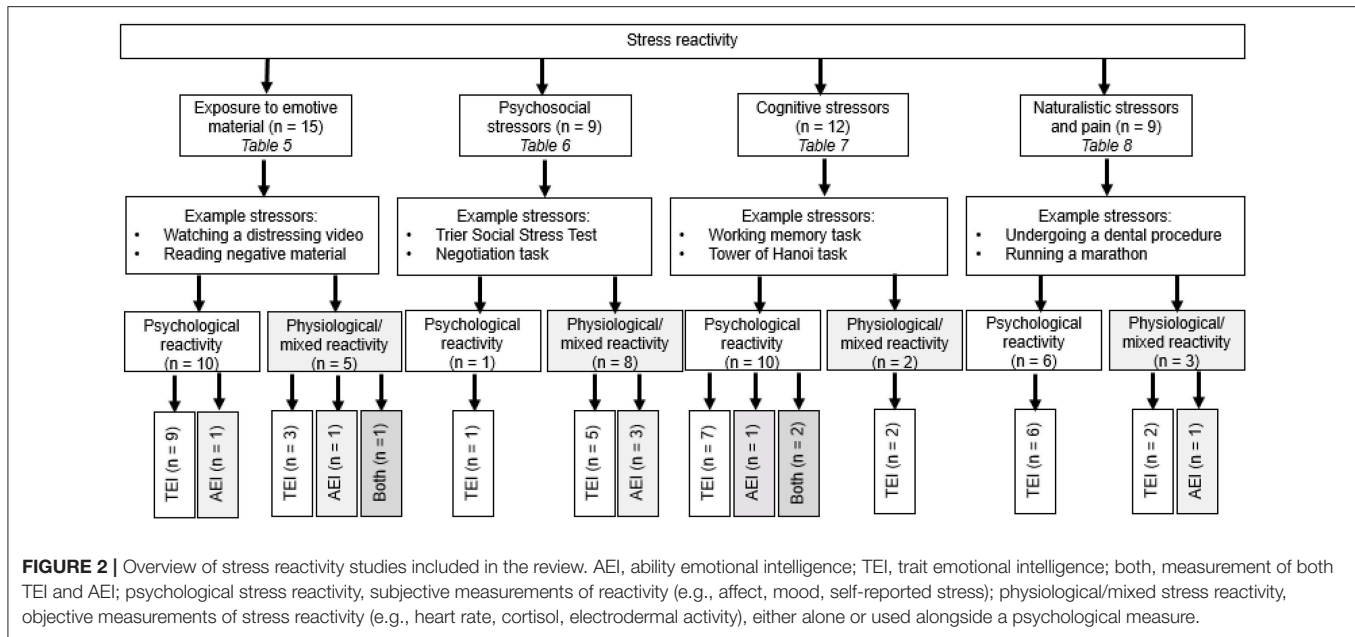 Stress reactivity
Exposure to emotive
material (n = 15)
Table 5
Psychosocial
stressors (n = 9)
Table 6
Cognitive stressors
(n = 12)
Table 7
Naturalistic stressors
and pain (n = 9)
Table 8
Example stressors:
• Watching a distressing video
• Reading negative material
Example stressors:
• Trier Social Stress Test
• Negotiation task
Example stressors:
• Working memory task
• Tower of Hanoi task
Example stressors:
• Undergoing a dental procedure
• Running a marathon
Psychological
reactivity
(n = 10)
Physiological/
mixed reactivity
(n = 5)
Psychological
reactivity
(n = 1)
Physiological/
mixed reactivity
(n = 8)
Psychological
reactivity
(n = 10)
Physiological/
mixed reactivity
(n = 2)
Psychological
reactivity
(n = 6)
Physiological/
mixed reactivity
(n = 3)
TEI (n = 9)
AEI (n = 1)
TEI (n = 3)
AEI (n = 1)
Both (n =1)
TEI (n = 1)
TEI (n = 5)
AEI (n = 3)
TEI (n = 7)
AEI (n = 1)
Both (n = 2)
TEI (n = 2)
TEI (n = 6)
TEI (n = 2)
AEI (n = 1)
FIGURE 2 | Overview of stress reactivity studies included in the review. AEI, ability emotional intelligence; TEI, trait emotional intelligence; both, measurement of both
TEI and AEI; psychological stress reactivity, subjective measurements of reactivity (e.g., affect, mood, self-reported stress); physiological/mixed stress reactivity,
objective measurements of stress reactivity (e.g., heart rate, cortisol, electrodermal activity), either alone or used alongside a psychological measure.